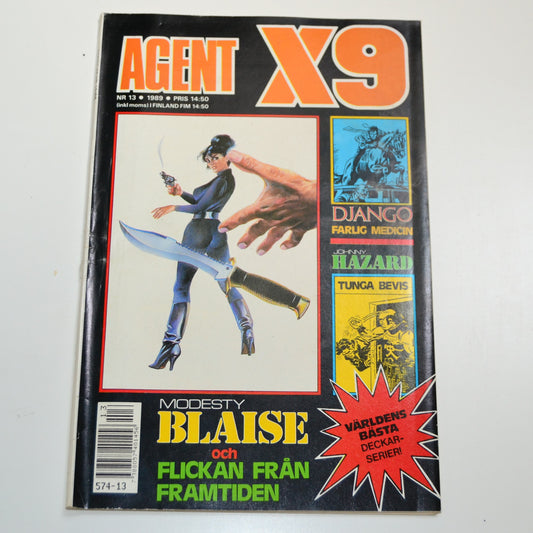 AGENT X9
NR 13 • 1989 • PRIS 14:50
(inkl moms) I FINLAND FIM 14:50
DJANGO
FARLIG MEDICIN
JOHNNY
HAZARD
TUNGA BEVIS
MODESTY
BLAISE
och
FLICKAN FRÅN
FRAMTIDEN
VÄRLDENS
BÄSTA
DECKAR-
SERIER!
13
574-13